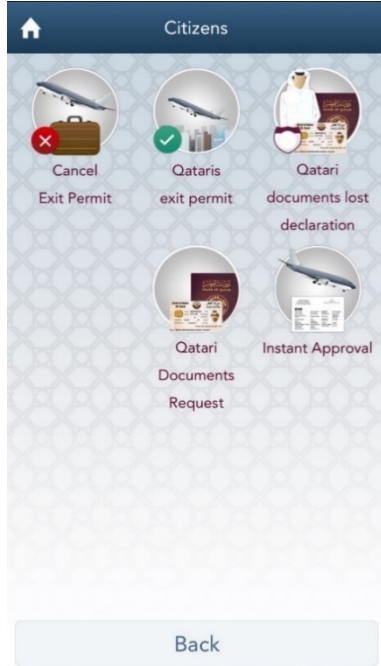 Citizens
Cancel
Exit Permit
Qataris
exit permit
Qatari
documents lost
declaration
Qatari
Documents
Request
Instant Approval
Back